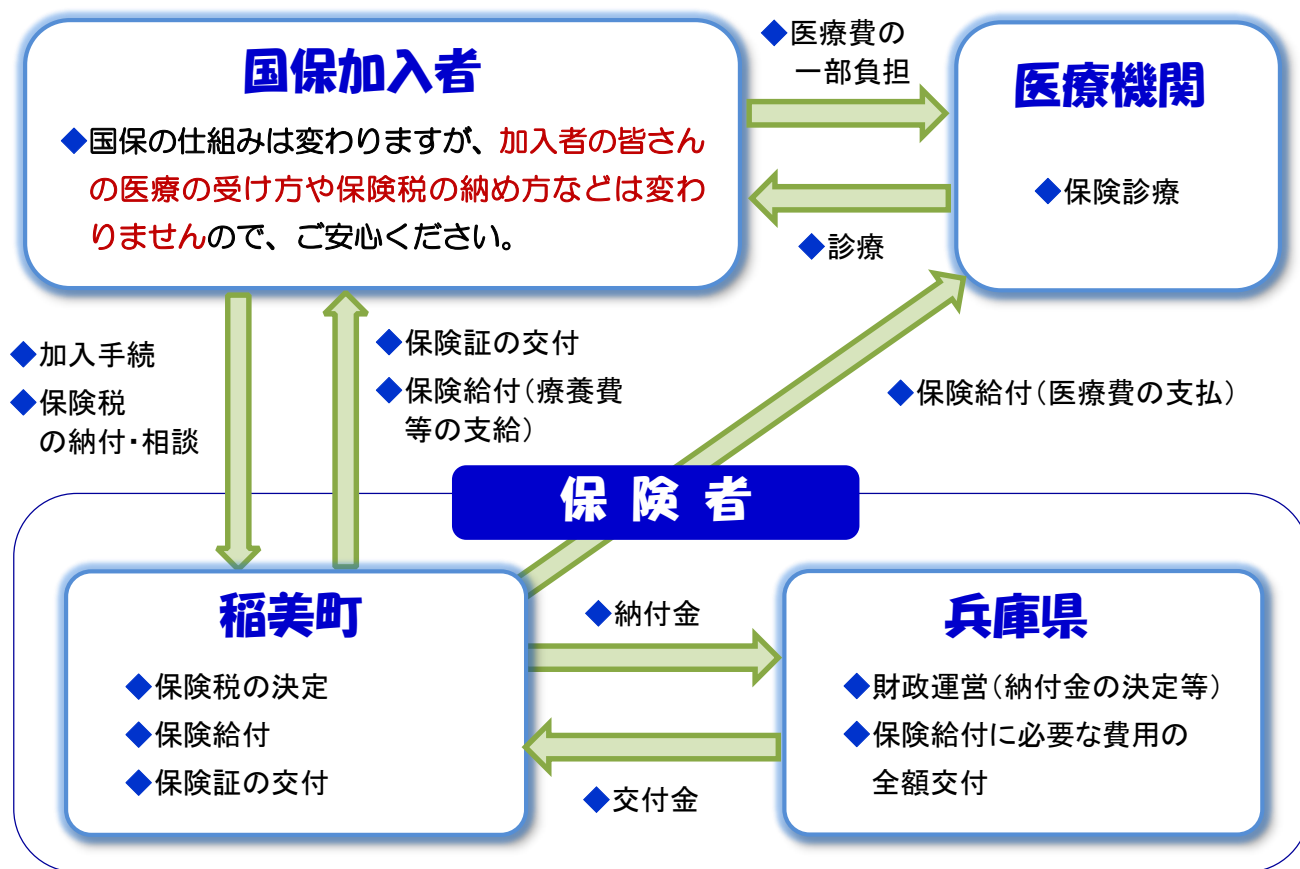 国保加入者
◆国保の仕組みは変わりますが、加入者の皆さん
の医療の受け方や保険税の納め方などは変わ
りませんので、ご安心ください。
◆医療費の
一部負担
医療機関
◆保険診療
◆診療
◆加入手続
◆保険税
の納付・相談
◆保険証の交付
◆保険給付（療養費
等の支給）
◆保険給付（医療費の支払）
保険者
稲美町
◆保険税の決定
◆保険給付
◆保険証の交付
◆納付金
◆交付金
兵庫県
◆財政運営（納付金の決定等）
◆保険給付に必要な費用の
全額交付